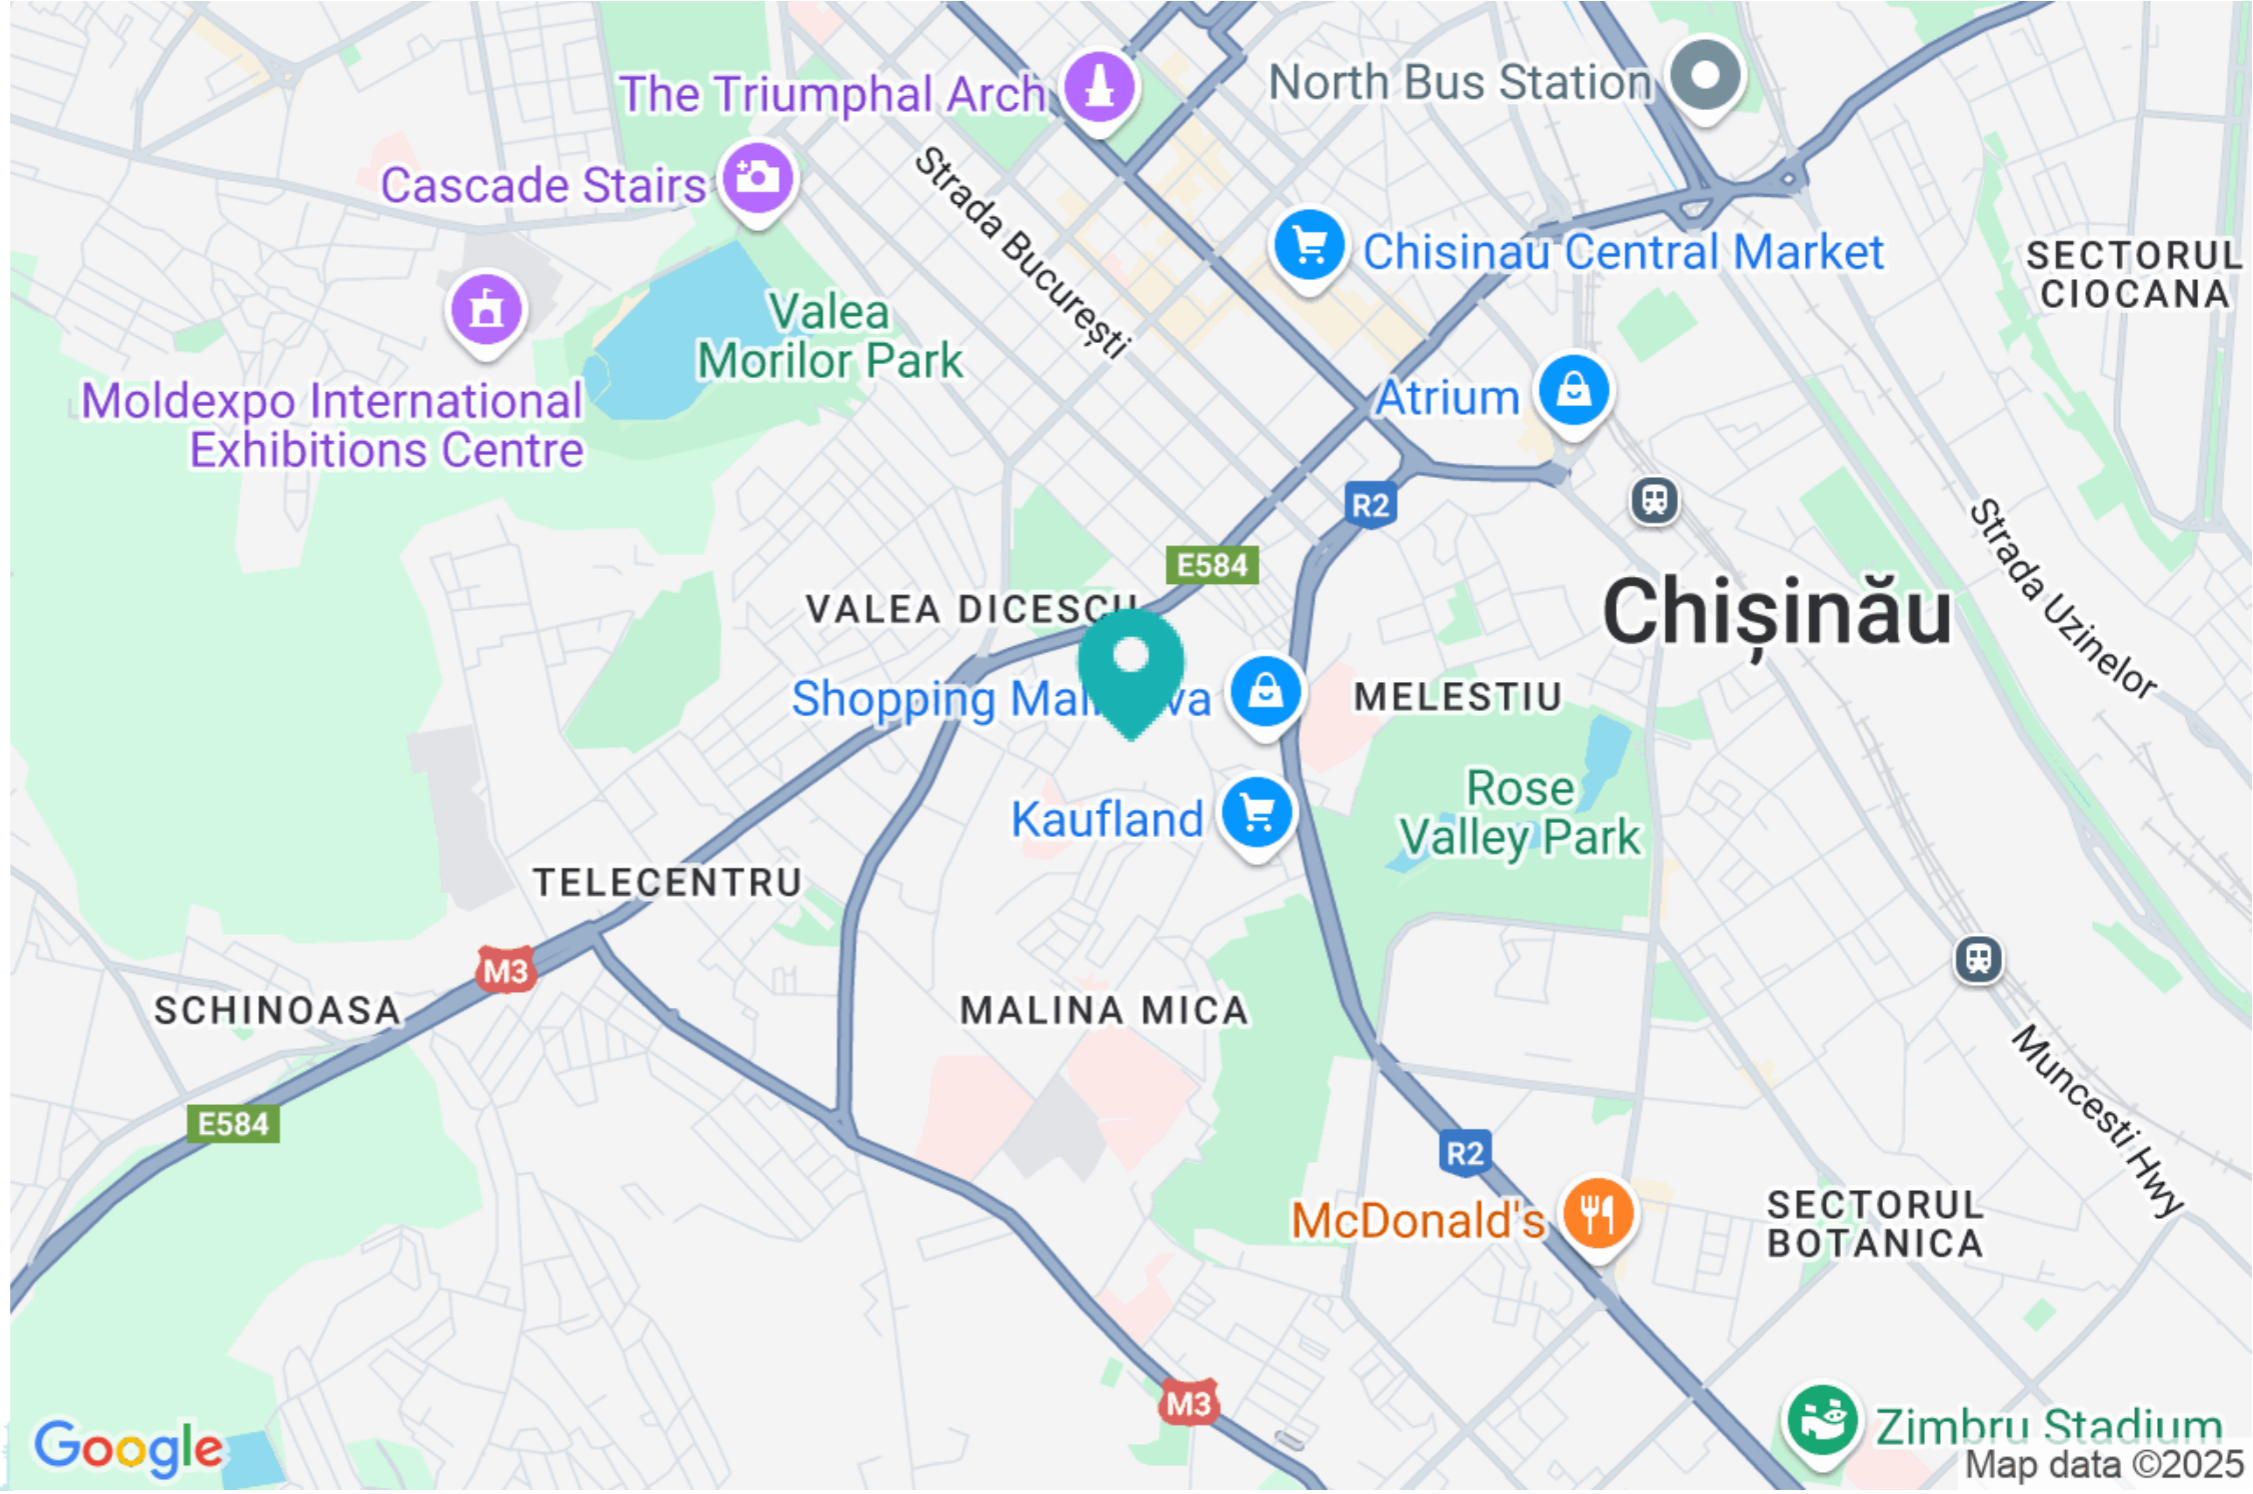 The Triumphal Arch
North Bus Station
Cascade Stairs
Strada București
Chisinau Central Market
SECTORUL
CIOCANA
Valea
Morilor Park
Moldexpo International
Exhibitions Centre
Atrium
R2
Strada Uzinelor
E584
VALEA DICESCU
Chișinău
Shopping
MELESTIU
Rose
Valley Park
Kaufland
TELECENTRU
M3
SCHINOASA
MALINA MICA
Muncesti Hwy
E584
R2
SECTORUL
BOTANICA
McDonald's
M3
Zimbru Stadium
Google
Map data ©2025